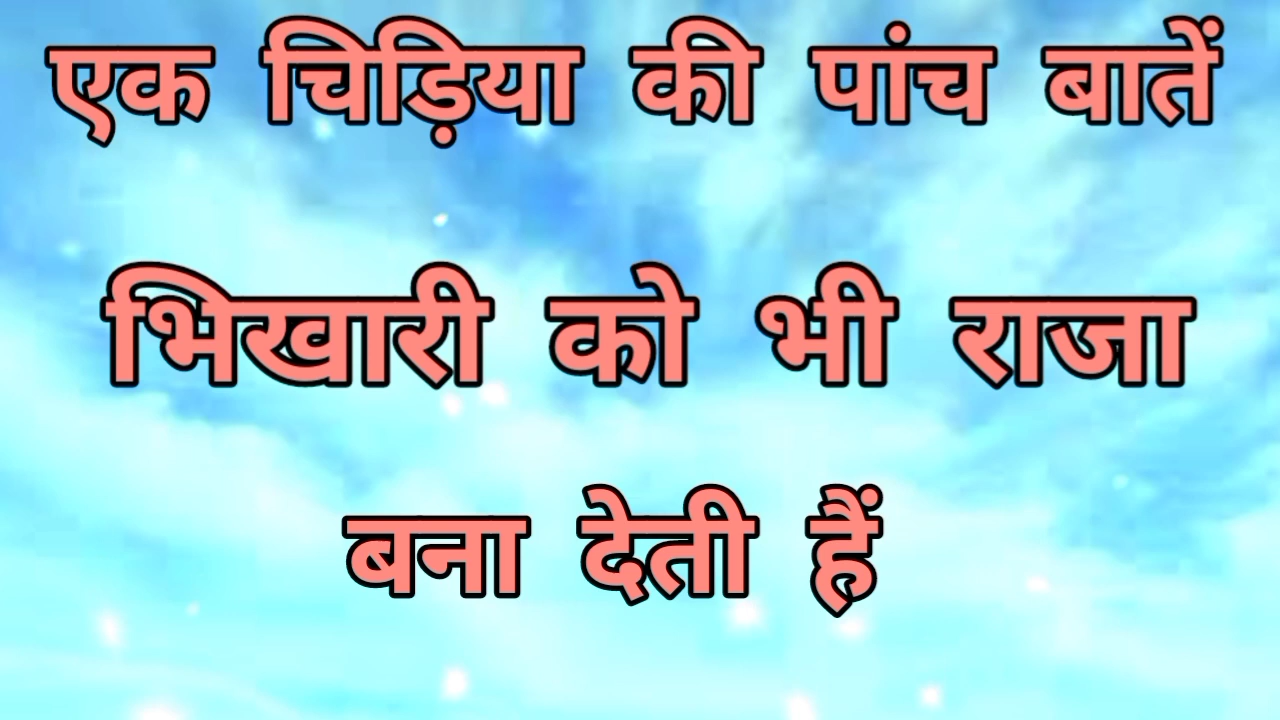 एक चिड़िया की पांच बातें
भिखारी को भी राजा
बना देती हैं